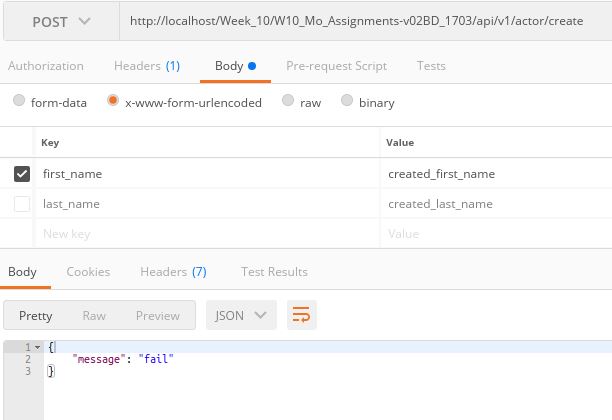 POST http://localhost/Week_10/W10_Mo_Assignments-v02BD_1703/api/v1/actor/create
Authorization Headers (1) Body Pre-request Script Tests
form-data x-www-form-urlencoded raw binary
Key Value
first_name created_first_name
last_name created_last_name
New key Value
Body Cookies Headers (7) Test Results
Pretty Raw Preview JSON
1 {
2 "message": "fail"
3 }